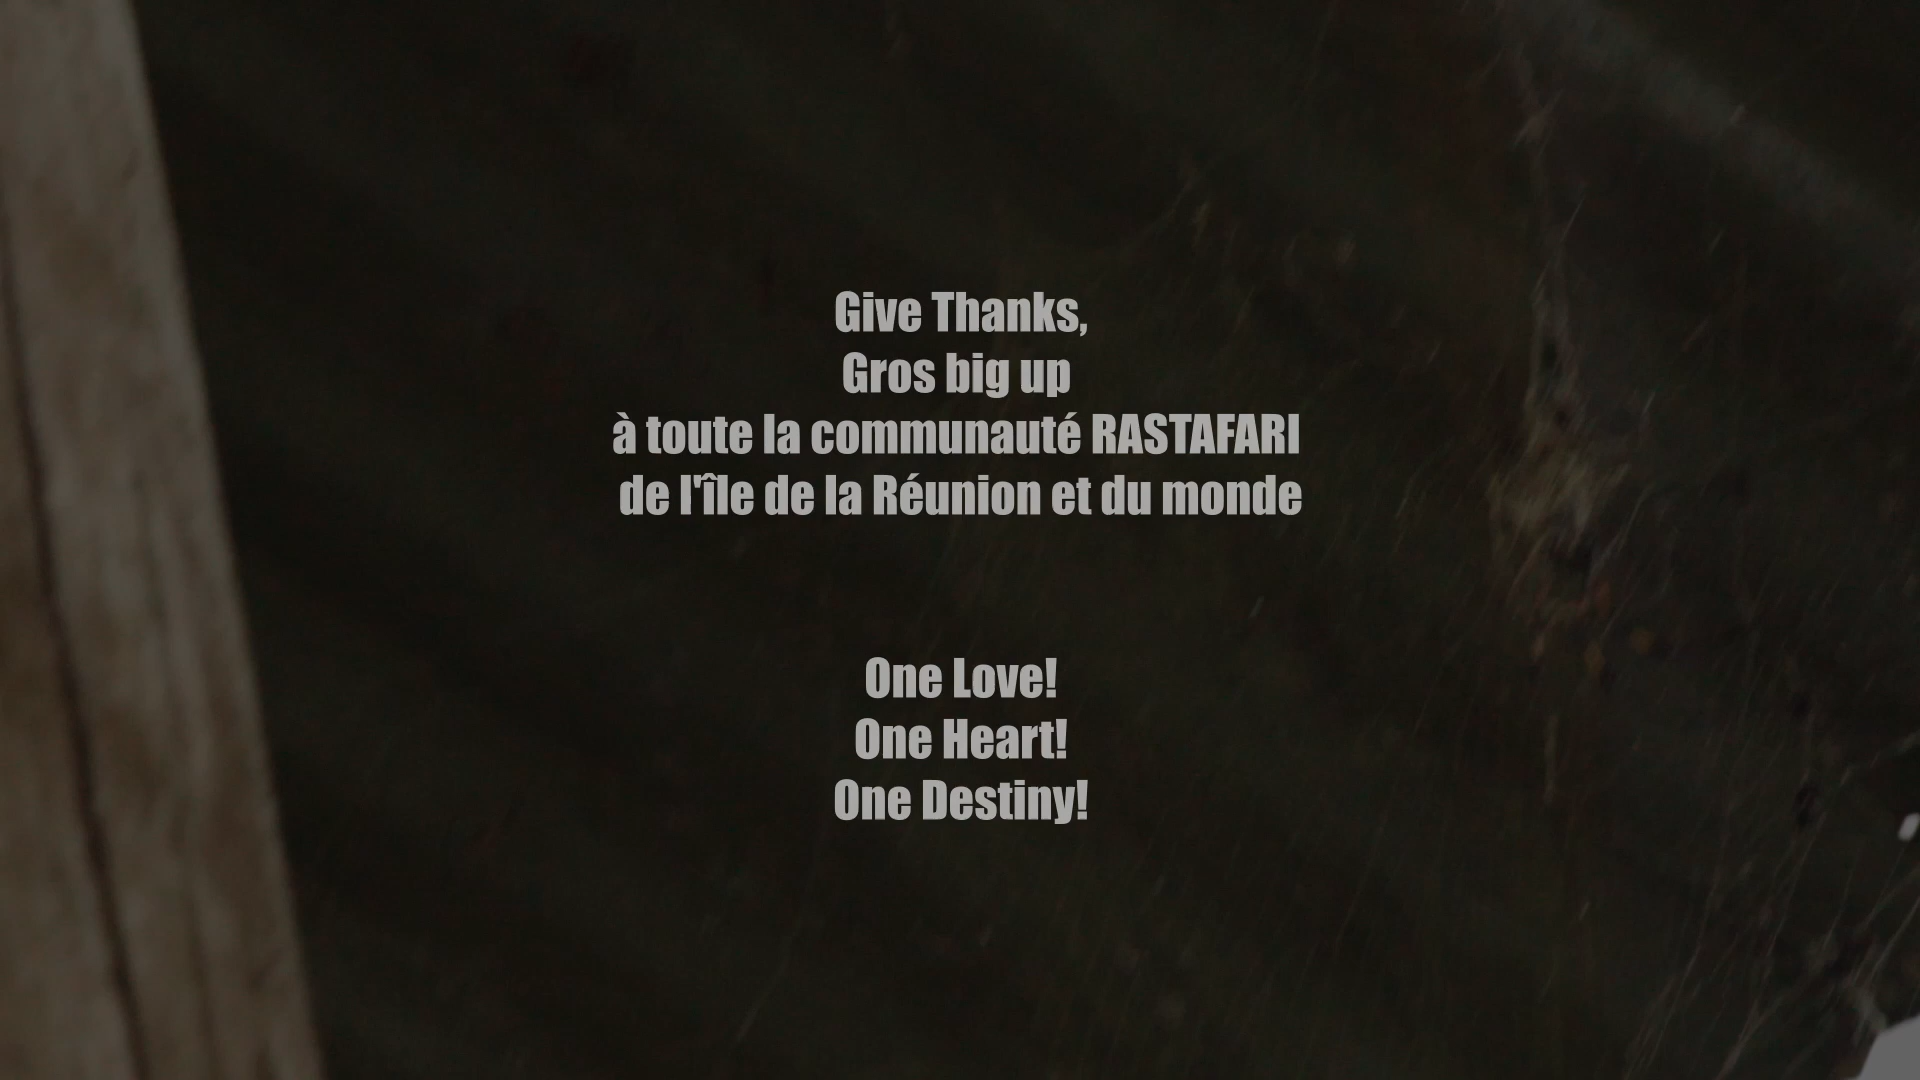 Give Thanks,
Gros big up
à toute la communauté RASTAFARI
de l'île de la Réunion et du monde
One Love!
One Heart!
One Destiny!